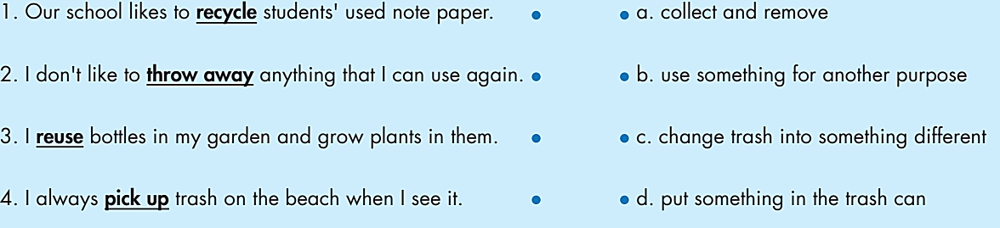 1. Our school likes to recycle students' used note paper. • • a. collect and remove
2. I don't like to throw away anything that I can use again. • • b. use something for another purpose
3. I reuse bottles in my garden and grow plants in them. • • c. change trash into something different
4. I always pick up trash on the beach when I see it. • • d. put something in the trash can